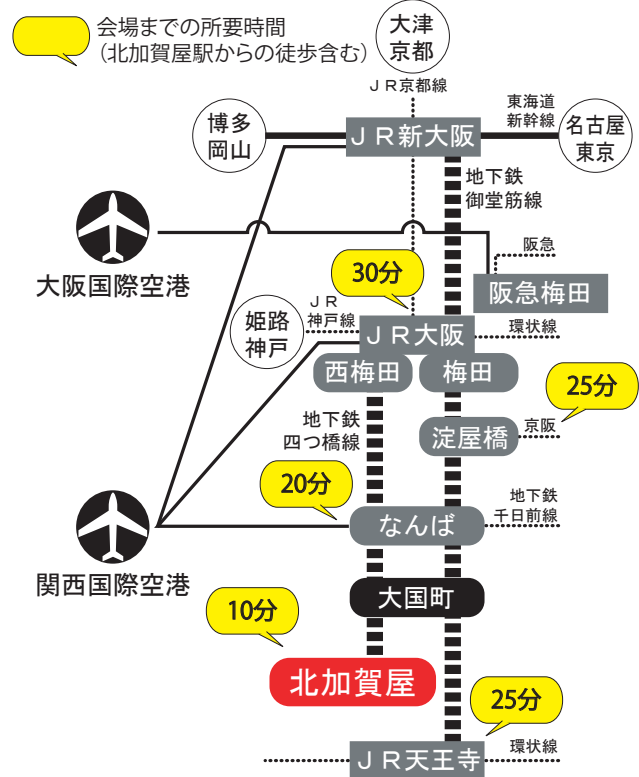 会場までの所要時間
（北加賀屋駅からの徒歩含む）
大津
京都
ＪＲ京都線
博多
岡山
ＪＲ新大阪
東海道
新幹線
名古屋
東京
地下鉄
御堂筋線
大阪国際空港
阪急
阪急梅田
30分
ＪＲ
神戸線
姫路
神戸
ＪＲ大阪
環状線
西梅田
梅田
25分
地下鉄
四つ橋線
淀屋橋
京阪
20分
なんば
地下鉄
千日前線
関西国際空港
大国町
10分
北加賀屋
25分
ＪＲ天王寺
環状線